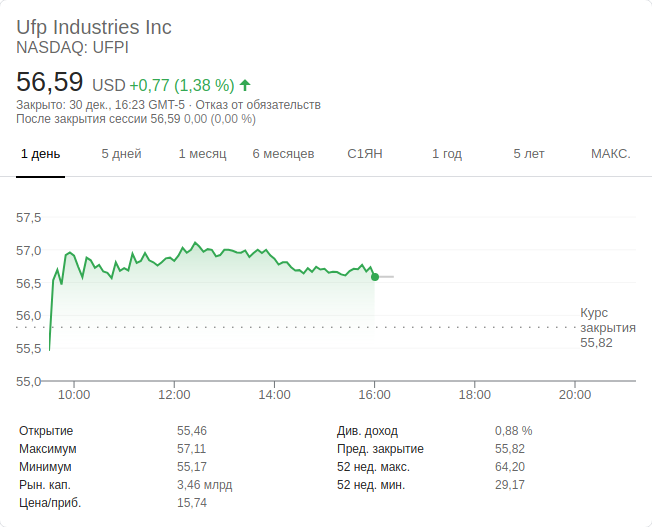 Ufp Industries Inc
NASDAQ: UFPI
56,59 USD +0,77 (1,38 %)
Закрыто: 30 дек., 16:23 GMT-5 · Отказ от обязательств
После закрытия сессии 56,59 0,00 (0,00 %)
1 день 5 дней 1 месяц 6 месяцев С1ЯН 1 год 5 лет МАКС.
57,5
57,0
56,5
56,0
55,5
55,0
Курс
закрытия
55,82
10:00 12:00 14:00 16:00 18:00 20:00
Открытие 55,46 Див. доход 0,88 %
Максимум 57,11 Пред. закрытие 55,82
Минимум 55,17 52 нед. макс. 64,20
Рын. кап. 3,46 млрд 52 нед. мин. 29,17
Цена/приб. 15,74